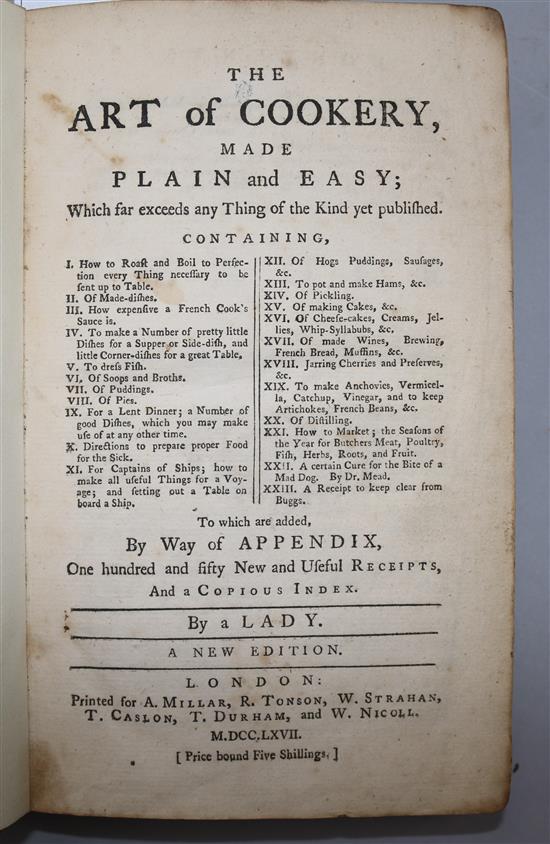 THE
ART of COOKERY,
MADE
PLAIN and EASY;
Which far exceeds any Thing of the Kind yet publiſhed.
CONTAINING,
I. How to Roaſt and Boil to Perfec-
tion every Thing neceſſary to be
ſent up to Table.
II. Of Made-diſhes.
III. How expenſive a French Cook's
Sauce is.
IV. To make a Number of pretty little
Diſhes for a Supper or Side-diſh, and
little Corner-diſhes for a great Table.
V. To dreſs Fiſh.
VI. Of Soops and Broths.
VII. Of Puddings.
VIII. Of Pies.
IX. For a Lent Dinner; a Number of
good Diſhes, which you may make
uſe of at any other time.
X. Directions to prepare proper Food
for the Sick.
XI. For Captains of Ships; how to
make all uſeful Things for a Voy-
age; and ſetting out a Table on
board a Ship.
XII. Of Hogs Puddings, Sauſages,
&c.
XIII. To pot and make Hams, &c.
XIV. Of Pickling.
XV. Of making Cakes, &c.
XVI. Of Cheeſe-cakes, Creams, Jel-
lies, Whip-Syllabubs, &c.
XVII. Of made Wines, Brewing,
French Bread, Muffins, &c.
XVIII. Jarring Cherries and Preſerves,
&c.
XIX. To make Anchovies, Vermicel-
la, Catchup, Vinegar, and to keep
Artichokes, French Beans, &c.
XX. Of Diſtilling.
XXI. How to Market; the Seaſons of
the Year for Butchers Meat, Poultry,
Fiſh, Herbs, Roots, and Fruit.
XXII. A certain Cure for the Bite of a
Mad Dog. By Dr. Mead.
XXIII. A Receipt to keep clear from
Buggs.
To which are added,
By Way of APPENDIX,
One hundred and fifty New and Uſeful RECEIPTS,
And a COPIOUS INDEX.
By a LADY.
A NEW EDITION.
LONDON:
Printed for A. MILLAR, R. TONSON, W. STRAHAN,
T. CASLON, T. DURHAM, and W. NICOLL.
M.DCC.LXVII.
[ Price bound Five Shillings. ]